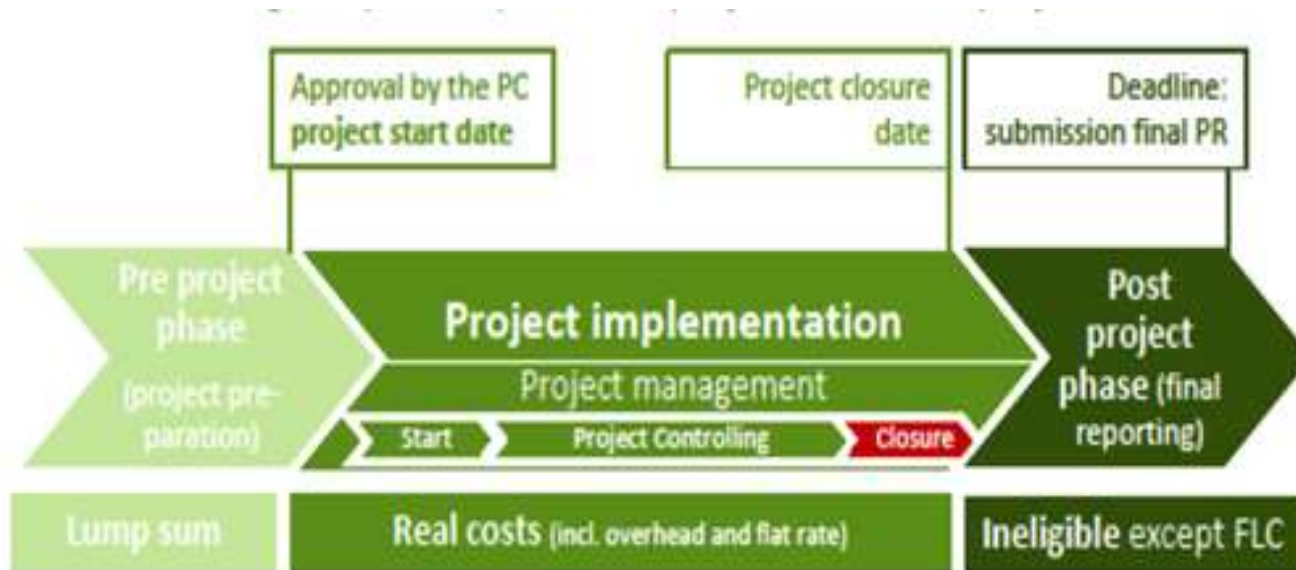 Approval by the PC
project start date
Project closure
date
Deadline:
submission final PR
Pre project
phase
(project pre-
paration)
Project implementation
Project management
Start
Project Controlling
Closure
Post
project
phase (final
reporting)
Lump sum
Real costs (incl. overhead and flat rate)
Ineligible except FLC